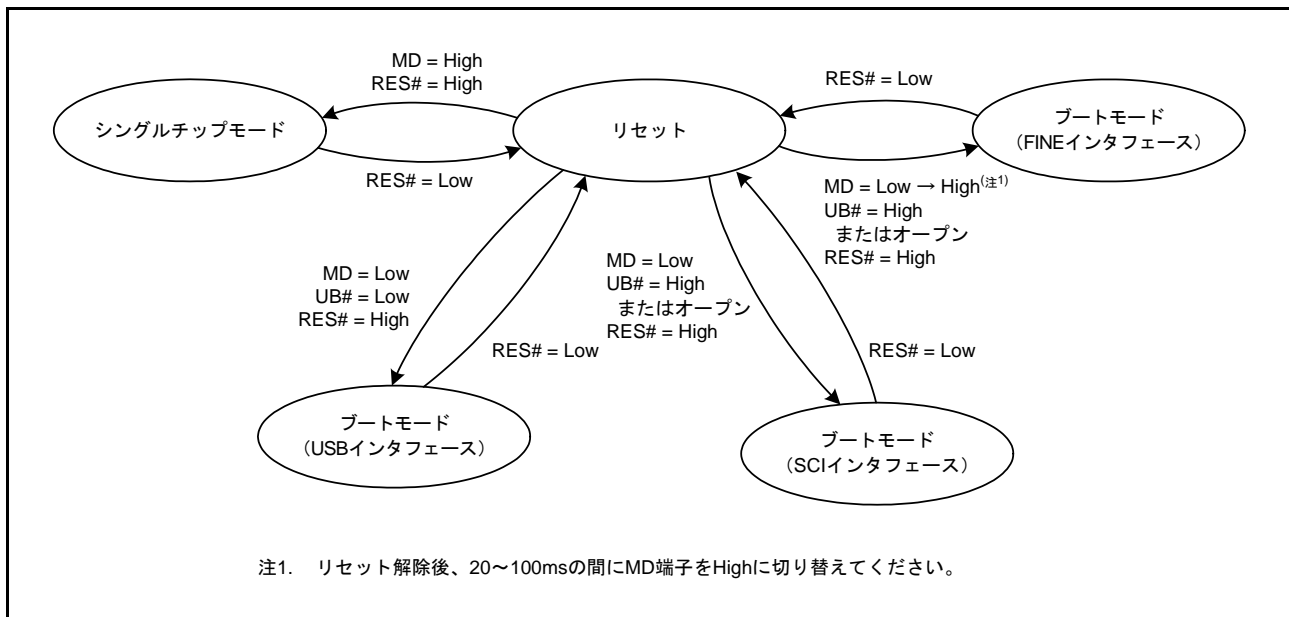 MD = High
RES# = High
シングルチップモード
RES# = Low
リセット
RES# = Low
ブートモード
（FINEインタフェース）
MD = Low → High(注1)
UB# = High
またはオープン
RES# = High
MD = Low
UB# = Low
RES# = High
RES# = Low
MD = Low
UB# = High
またはオープン
RES# = High
RES# = Low
ブートモード
（USBインタフェース）
ブートモード
（SCIインタフェース）
注1. リセット解除後、20～100msの間にMD端子をHighに切り替えてください。